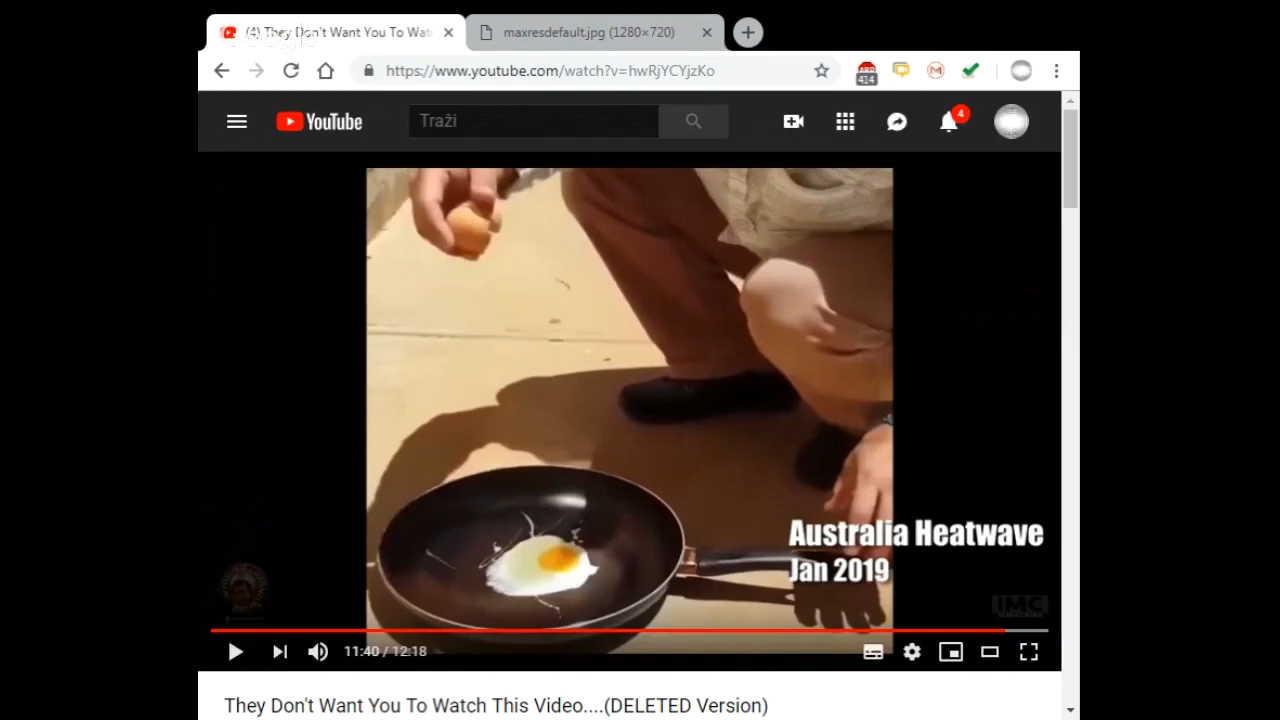 (4) They Don't Want You To Wat
maxresdefault.jpg (1280×720)
https://www.youtube.com/watch?v=hwRjYCYjzKo
414
YouTube
Traži
4
Australia Heatwave
Jan 2019
IMC
11:40 / 12:18
They Don't Want You To Watch This Video....(DELETED Version)